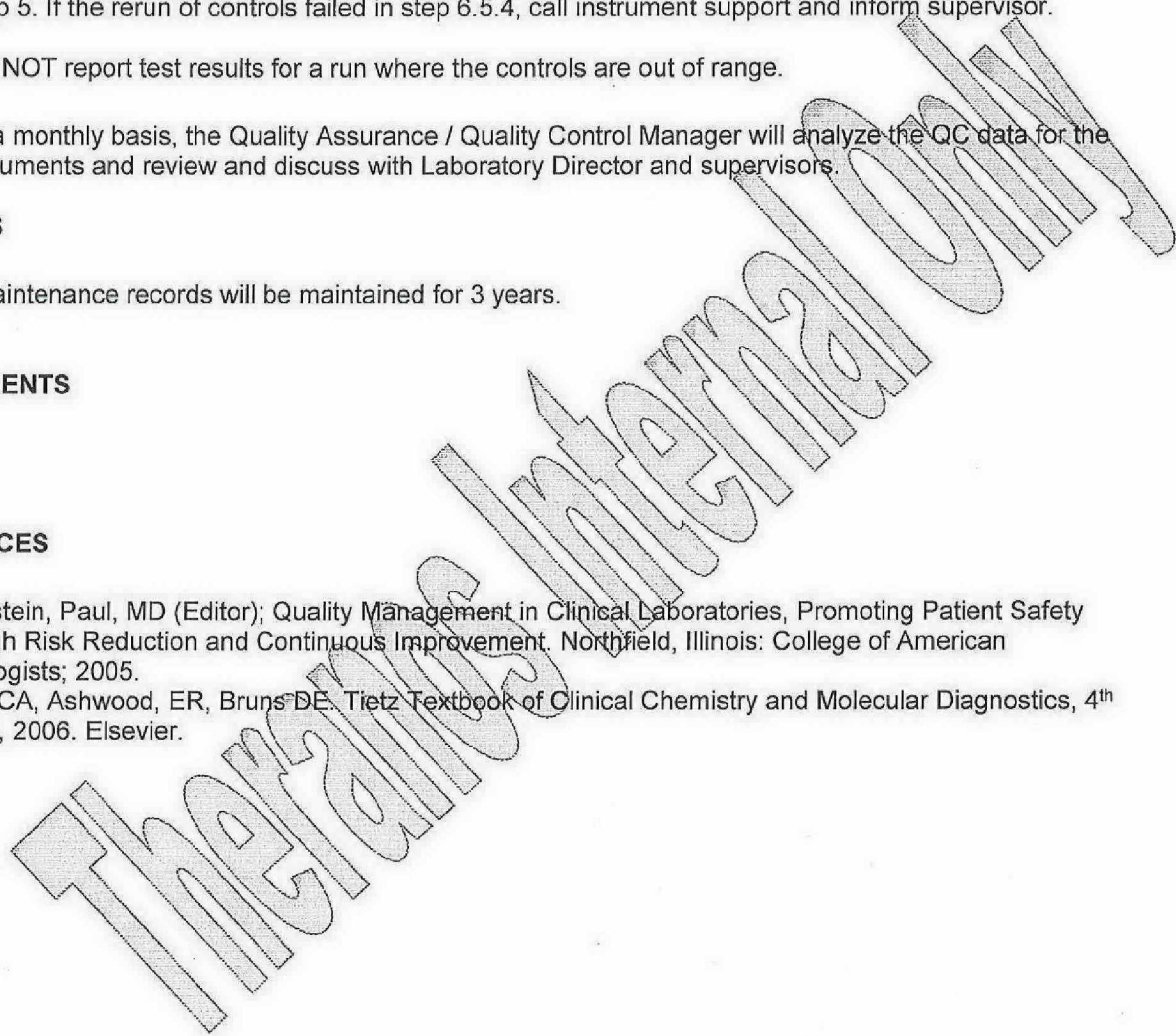 p 5. If the rerun of controls failed in step 6.5.4, call instrument support and inform supervisor.
NOT report test results for a run where the controls are out of range.
a monthly basis, the Quality Assurance / Quality Control Manager will analyze the QC data for the
uments and review and discuss with Laboratory Director and supervisors.
S
aintenance records will be maintained for 3 years.
ENTS
CES
stein, Paul, MD (Editor); Quality Management in Clinical Laboratories, Promoting Patient Safety
h Risk Reduction and Continuous Improvement. Northfield, Illinois: College of American
ogists; 2005.
CA, Ashwood, ER, Bruns DE. Tietz Textbook of Clinical Chemistry and Molecular Diagnostics, 4th
, 2006. Elsevier.
Theranos Internal Only